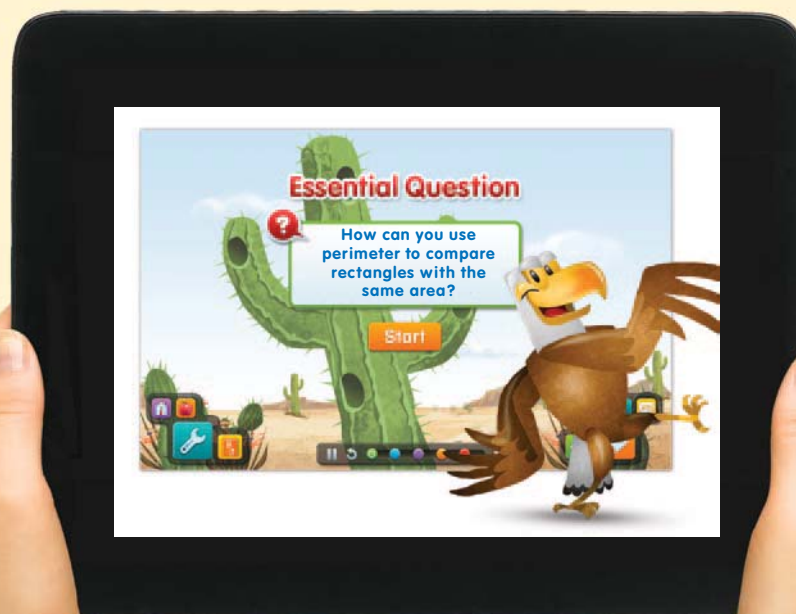 Essential Question
?
How can you use
perimeter to compare
rectangles with the
same area?
Start